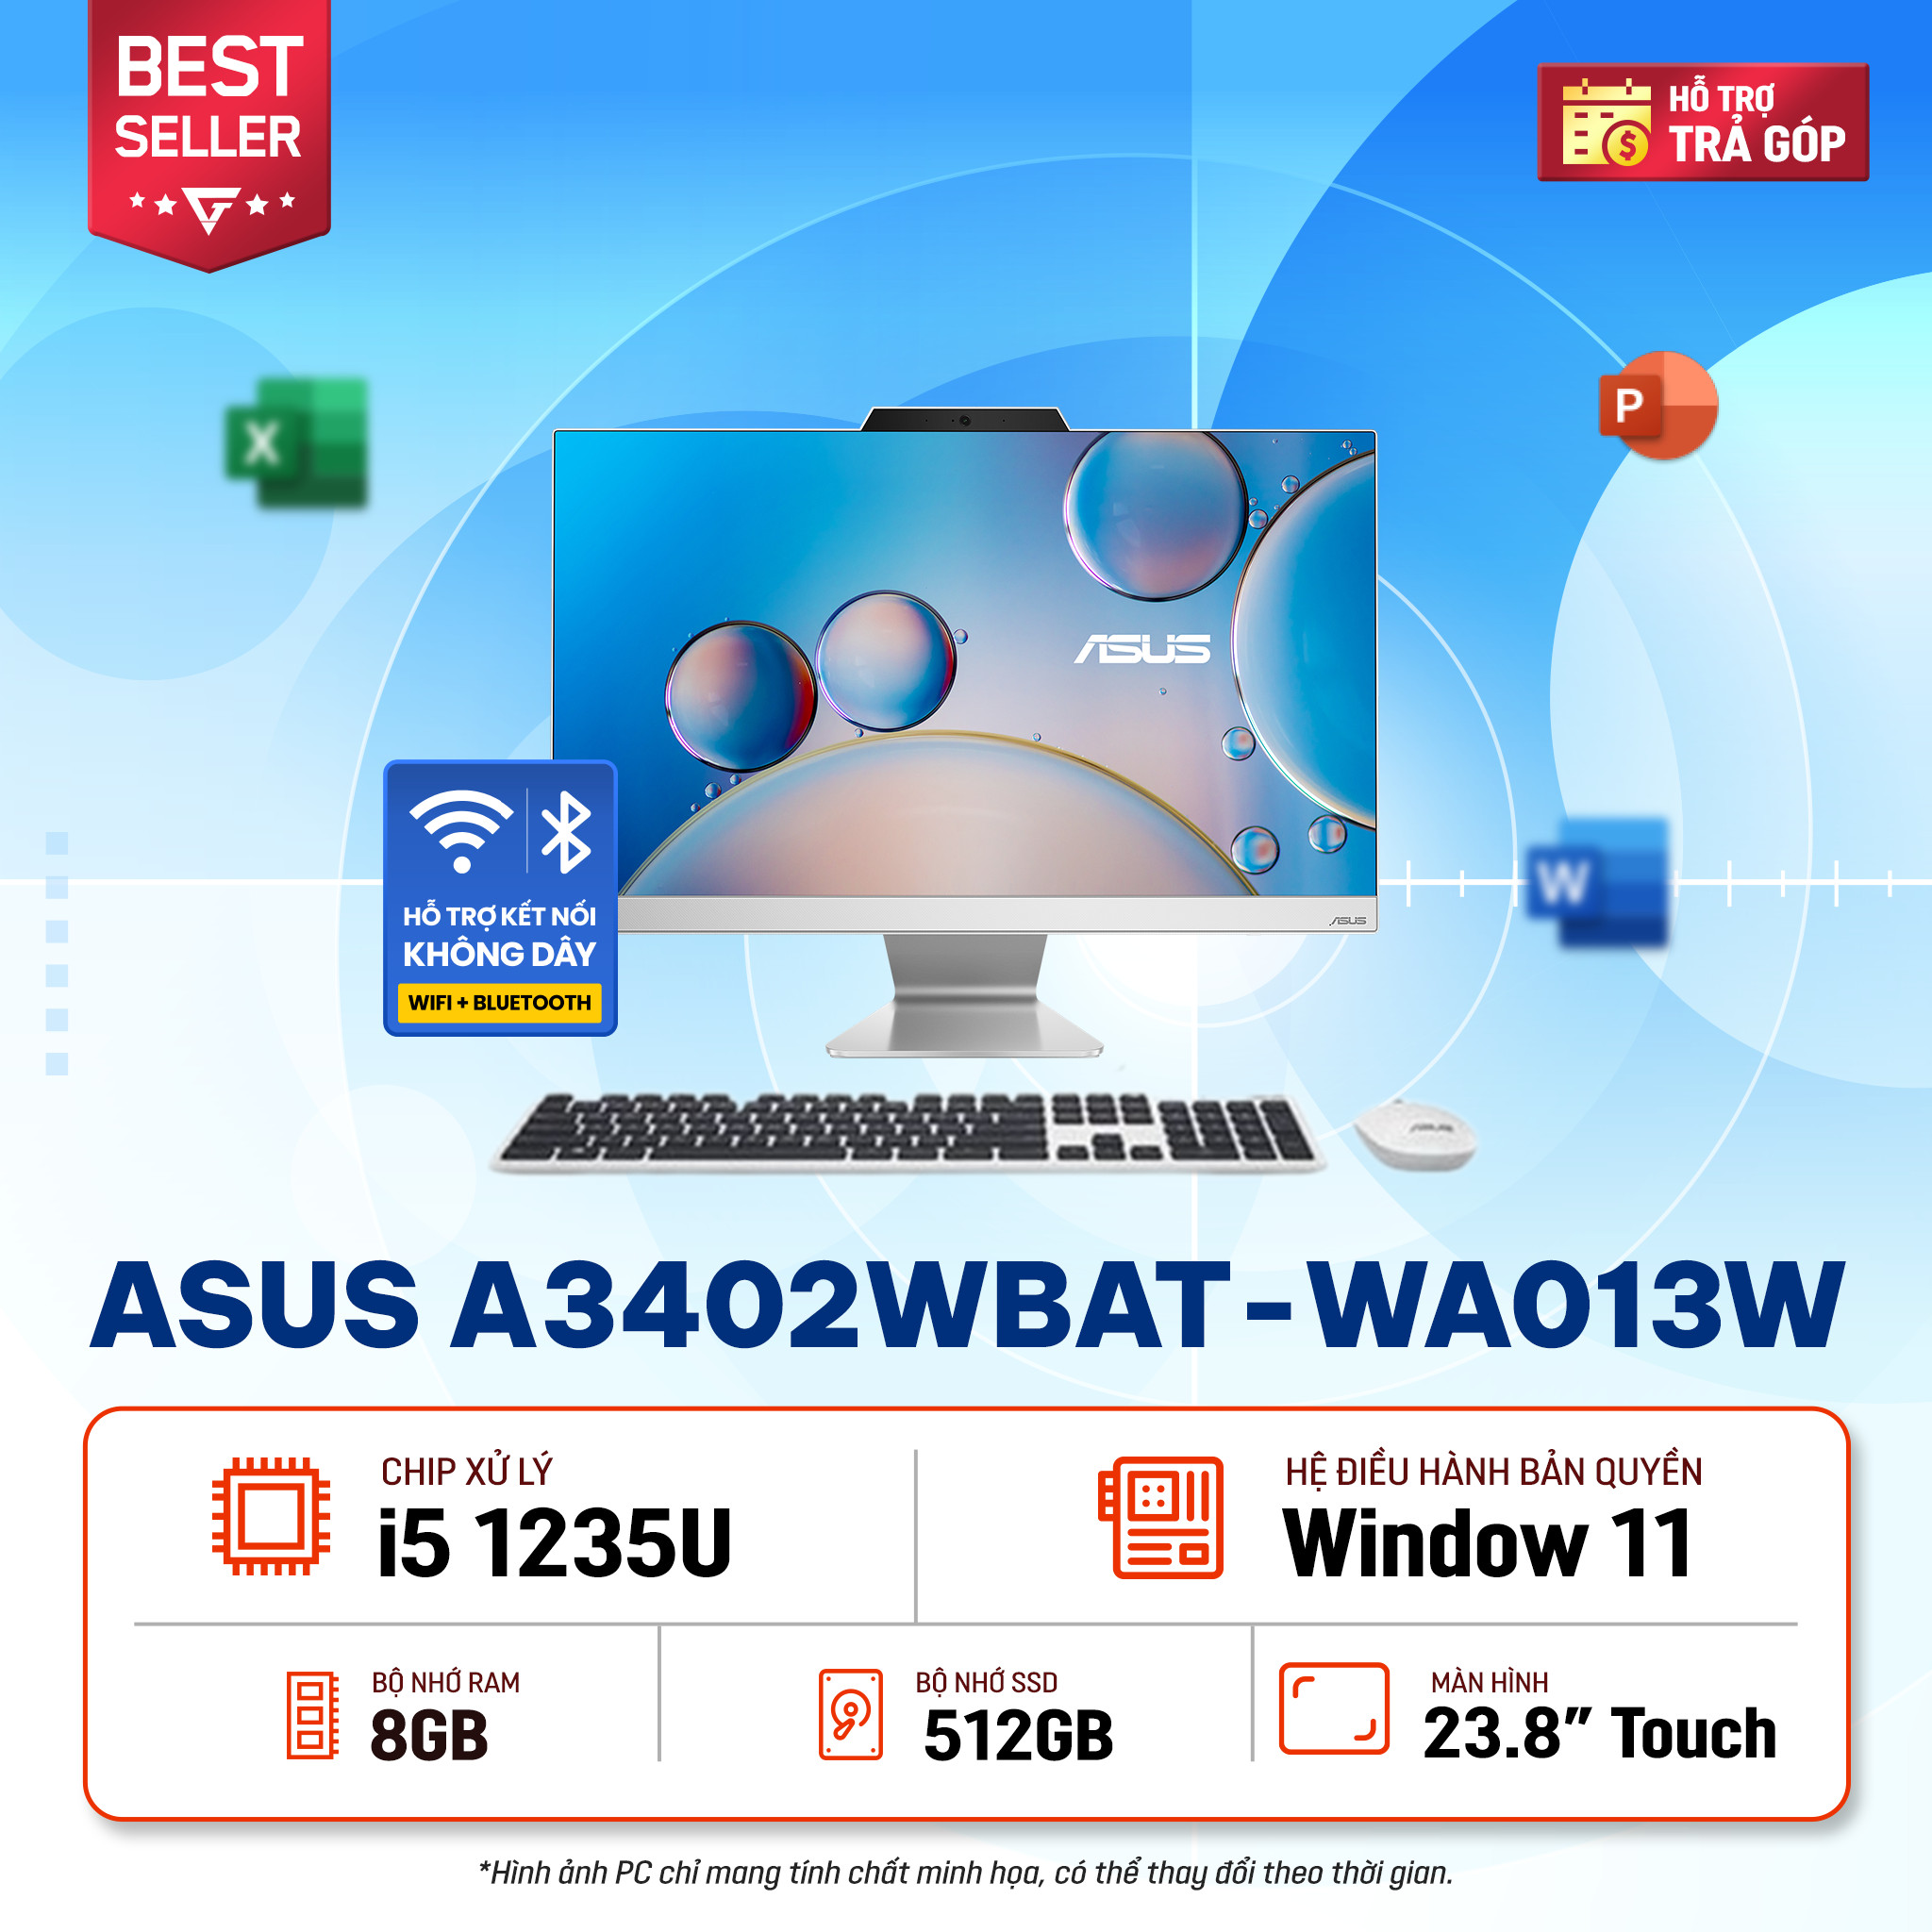 BEST
SELLER
HỖ TRỢ
TRẢ GÓP
X
P
ASUS
W
HỖ TRỢ KẾT NỐI
KHÔNG DÂY
WIFI + BLUETOOTH
ASUS
ASUS
ASUS A3402WBAT-WA013W
CHIP XỬ LÝ
i5 1235U
HỆ ĐIỀU HÀNH BẢN QUYỀN
Window 11
BỘ NHỚ RAM
8GB
BỘ NHỚ SSD
512GB
MÀN HÌNH
23.8” Touch
*Hình ảnh PC chỉ mang tính chất minh họa, có thể thay đổi theo thời gian.